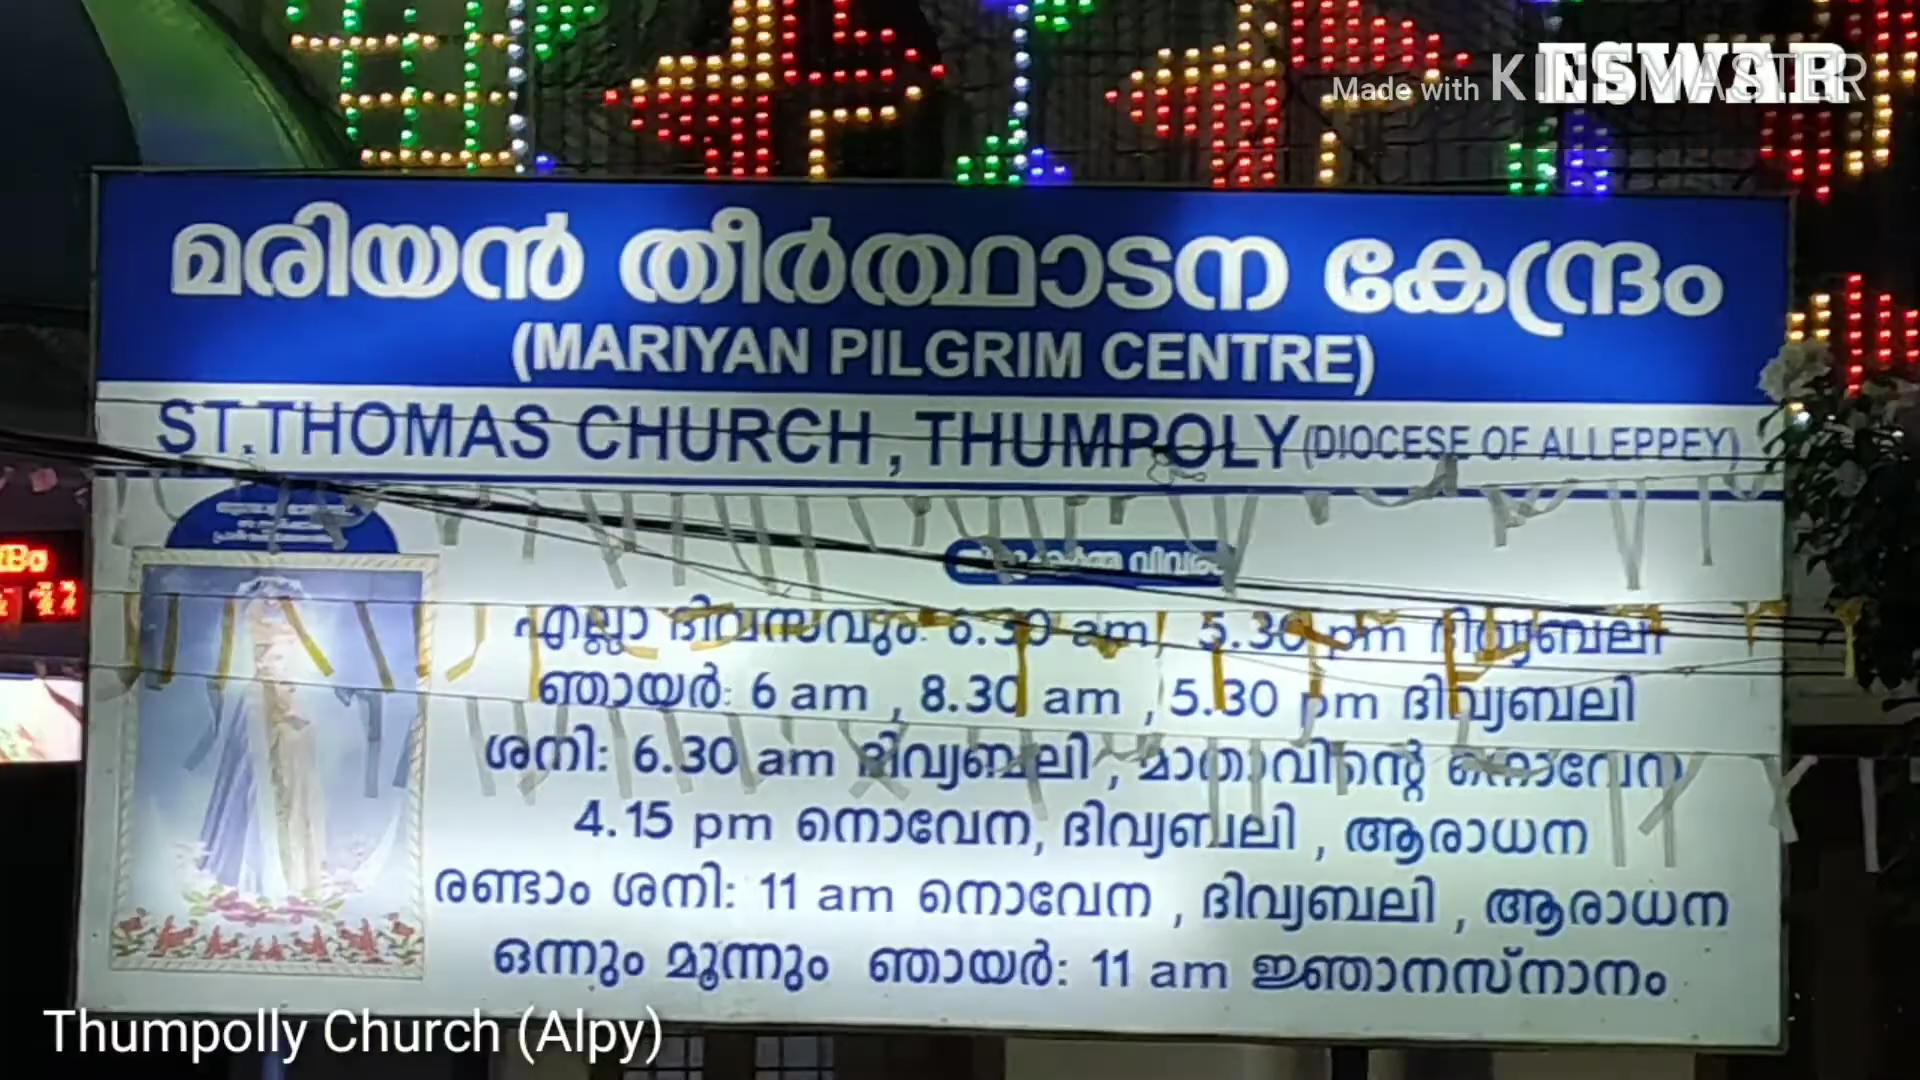 Made with KINEMASTER
ESWAR
മരിയൻ തീർത്ഥാടന കേന്ദ്രം
(MARIYAN PILGRIM CENTRE)
ST.THOMAS CHURCH, THUMPOLY (DIOCESE OF ALLEPPEY)
എല്ലാ ദിവസവും: 6.30 am, 5.30 pm ദിവ്യബലി
ഞായർ: 6 am , 8.30 am , 5.30 pm ദിവ്യബലി
ശനി: 6.30 am ദിവ്യബലി , മാതാവിന്റെ നൊവേന
4.15 pm നൊവേന, ദിവ്യബലി , ആരാധന
രണ്ടാം ശനി: 11 am നൊവേന , ദിവ്യബലി , ആരാധന
ഒന്നും മൂന്നും ഞായർ: 11 am ജ്ഞാനസ്നാനം
Thumpolly Church (Alpy)